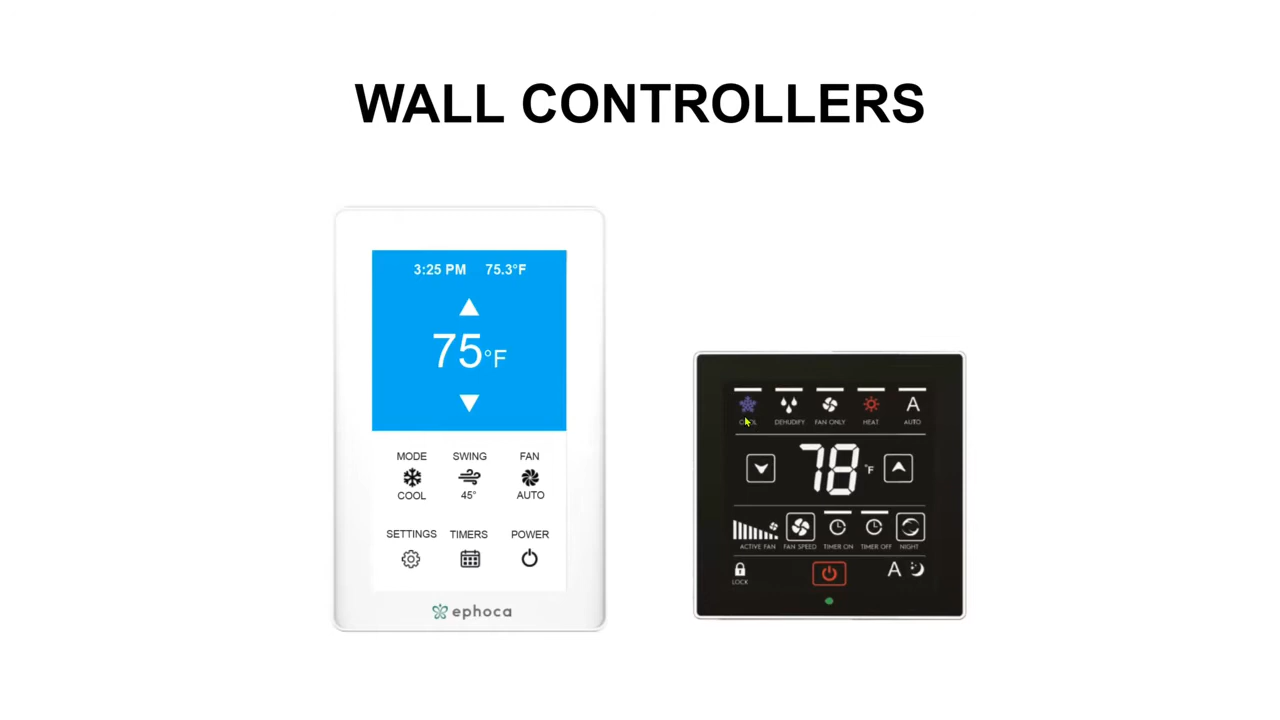 WALL CONTROLLERS
3:25 PM 75.3°F
75°F
MODE SWING FAN
COOL 45° AUTO
SETTINGS TIMERS POWER
ephoca
COOL DEHUDIFY FAN ONLY HEAT AUTO
A
78 °F
ACTIVE FAN FAN SPEED TIMER ON TIMER OFF NIGHT
LOCK
A